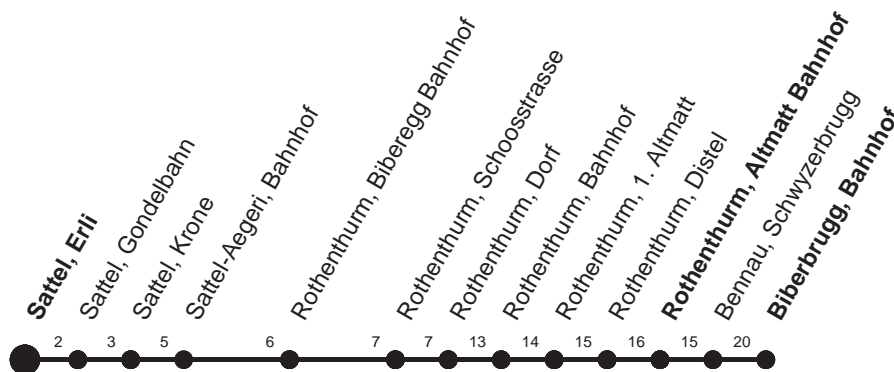 Sattel, Erli
Sattel, Gondelbahn
Sattel, Krone
Sattel-Aegeri, Bahnhof
Rothenthurm, Biberegg Bahnhof
Rothenthurm, Schoosstrasse
Rothenthurm, Dorf
Rothenthurm, Bahnhof
Rothenthurm, 1. Altmatt
Rothenthurm, Distel
Rothenthurm, Altmatt Bahnhof
Bennau, Schwyzerbrugg
Biberbrugg, Bahnhof
2 3 5 6 7 7 13 14 15 16 15 20